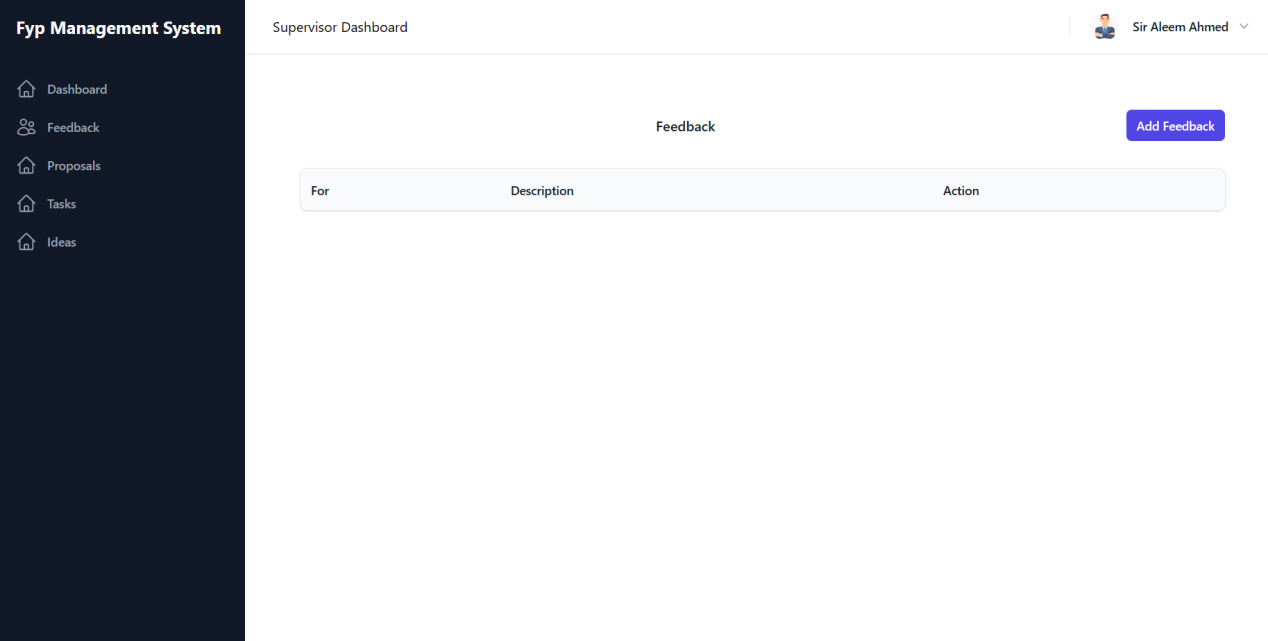 Fyp Management System
Supervisor Dashboard
Sir Aleem Ahmed
Dashboard
Feedback
Proposals
Tasks
Ideas
Feedback
Add Feedback
For
Description
Action